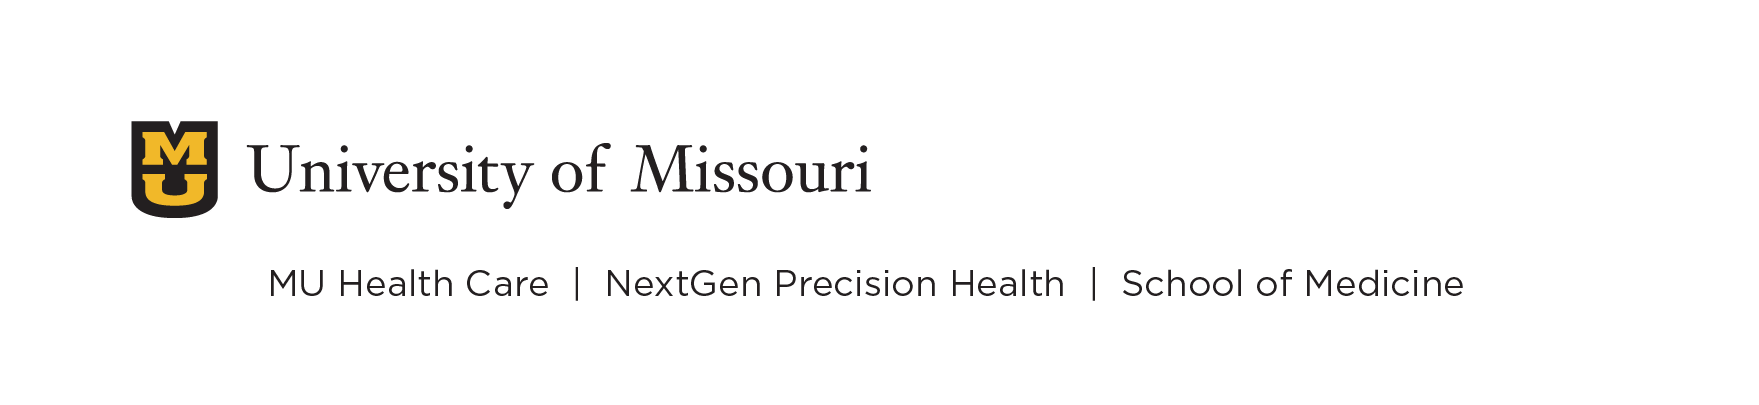 MU
University of Missouri
MU Health Care | NextGen Precision Health | School of Medicine